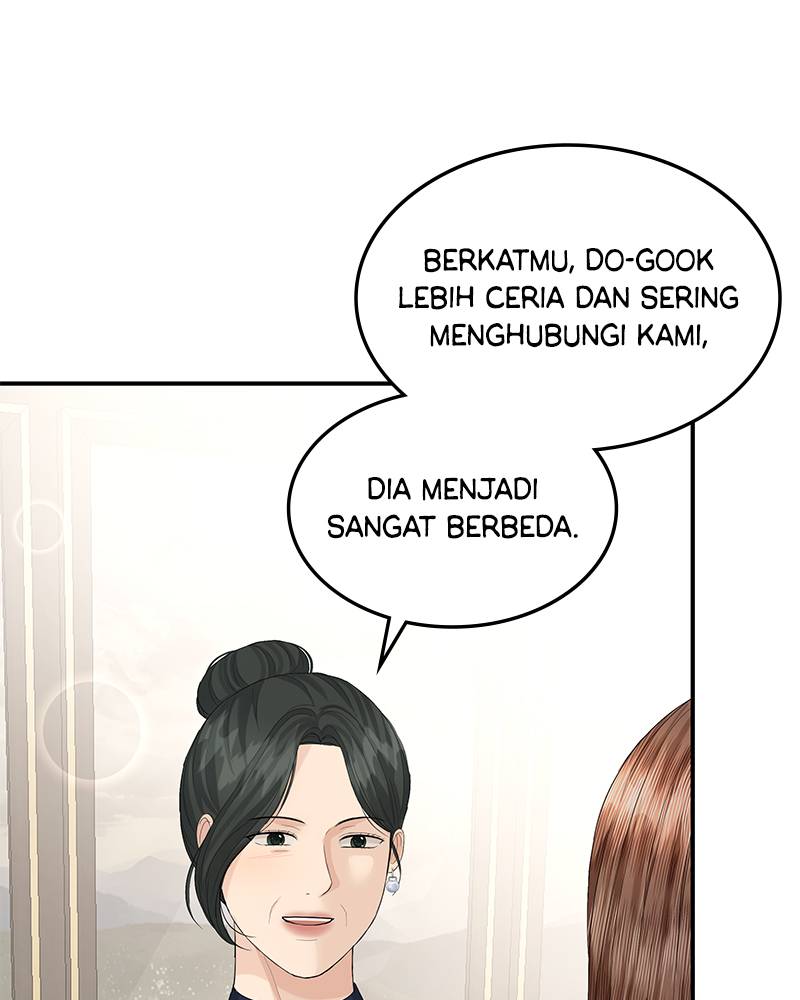 BERKATMU, DO-GOOK
LEBIH CERIA DAN SERING
MENGHUBUNGI KAMI,
DIA MENJADI
SANGAT BERBEDA.